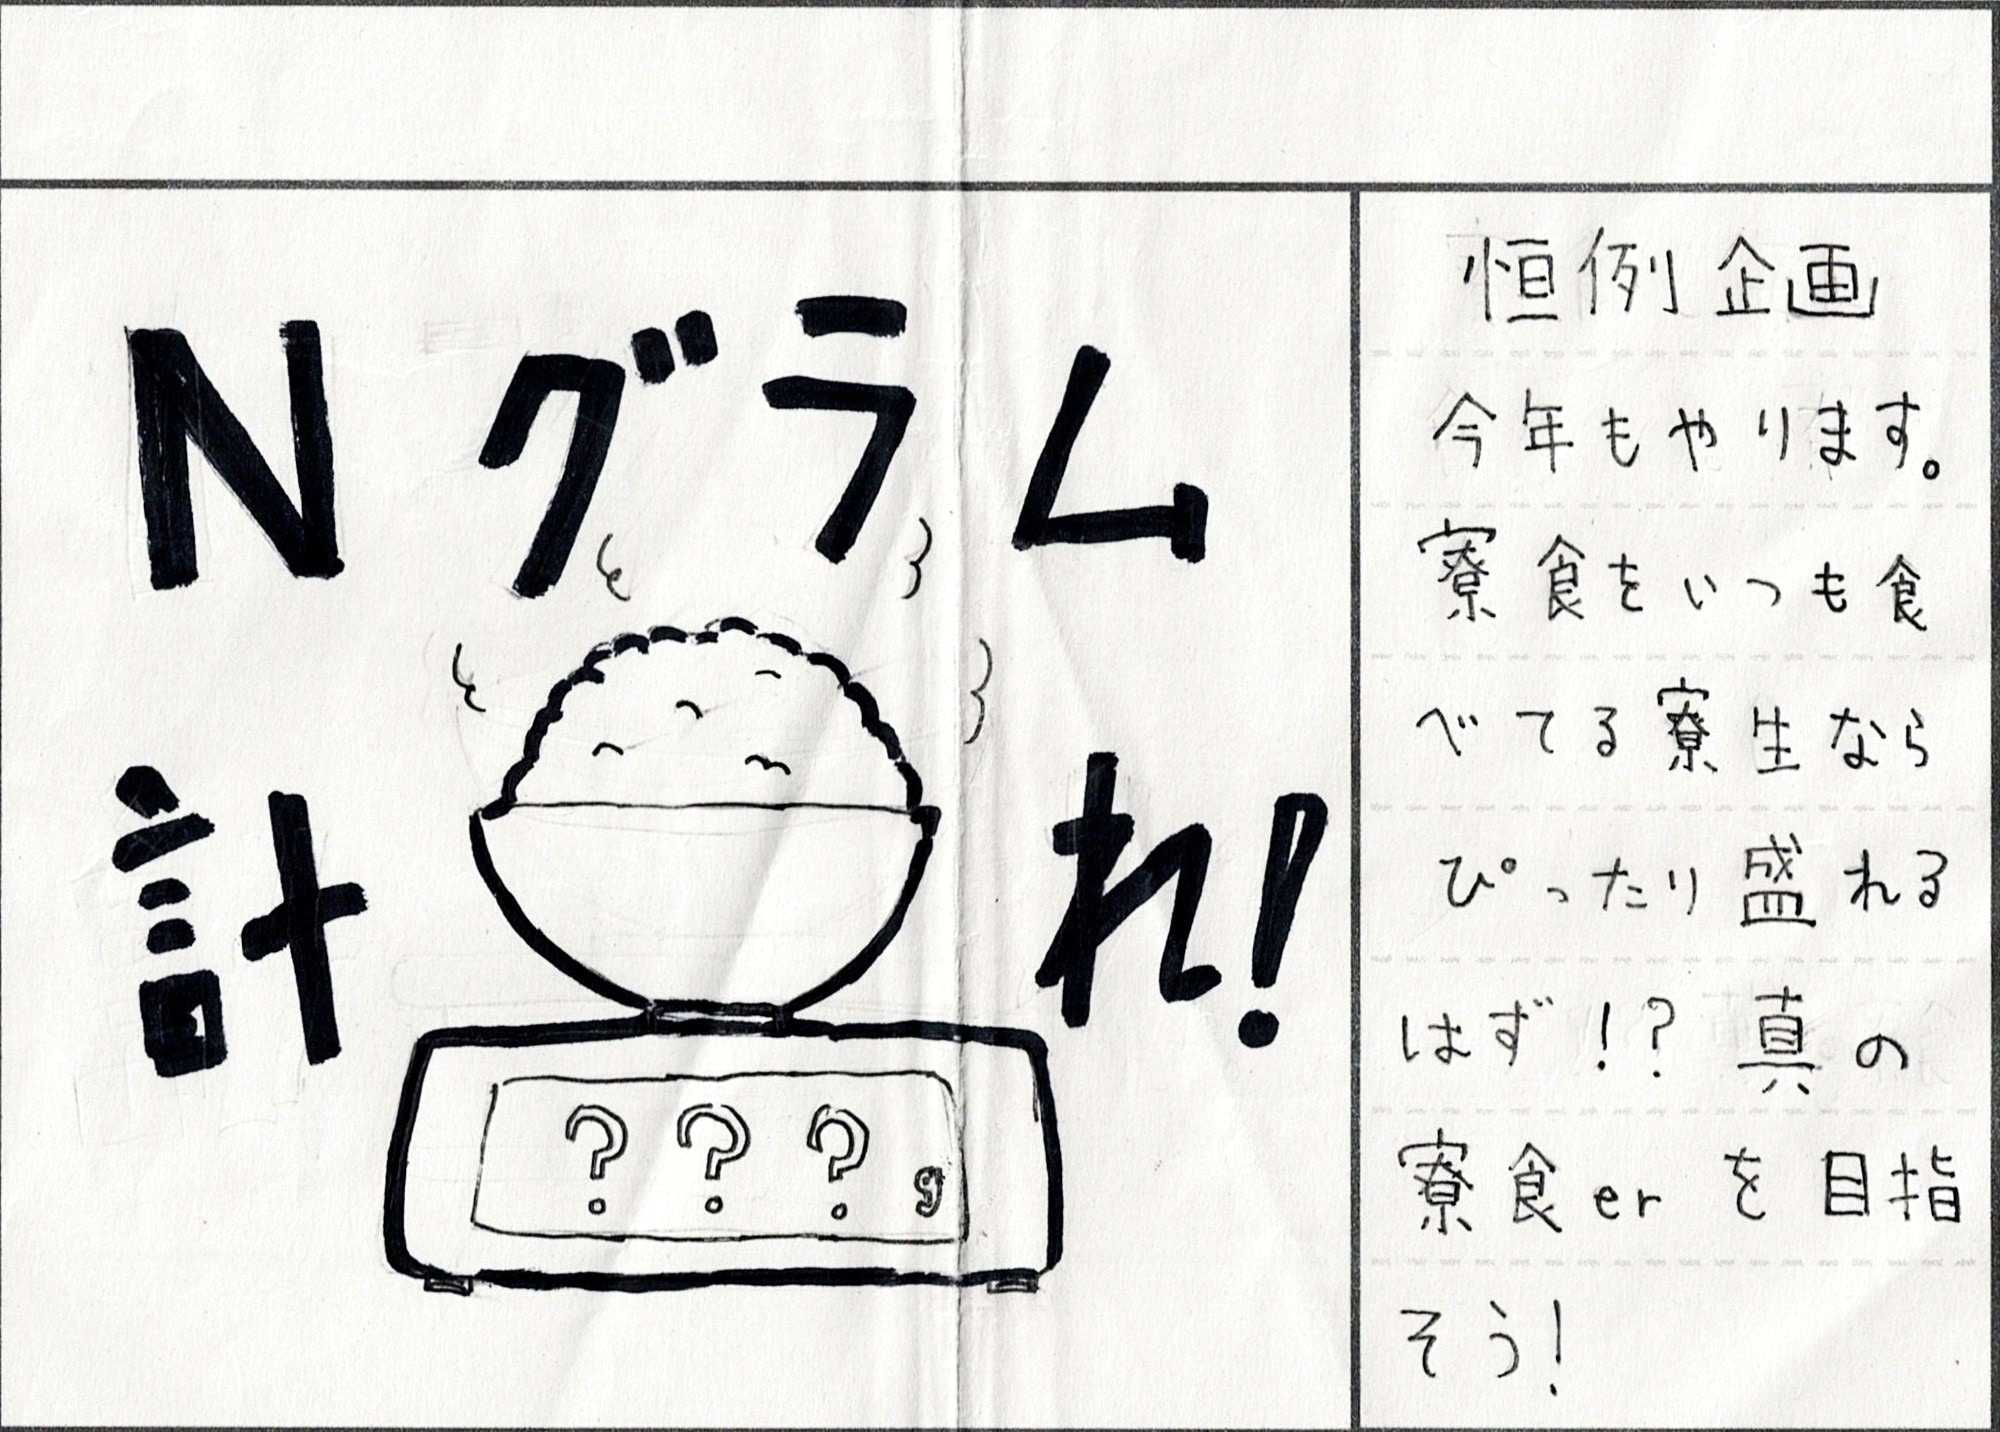 Nグラム
計れ!
???g
恒例企画
今年もやります。
寮食をいつも食
べてる寮生なら
ぴったり盛れる
はず!?真の
寮食erを目指
そう!